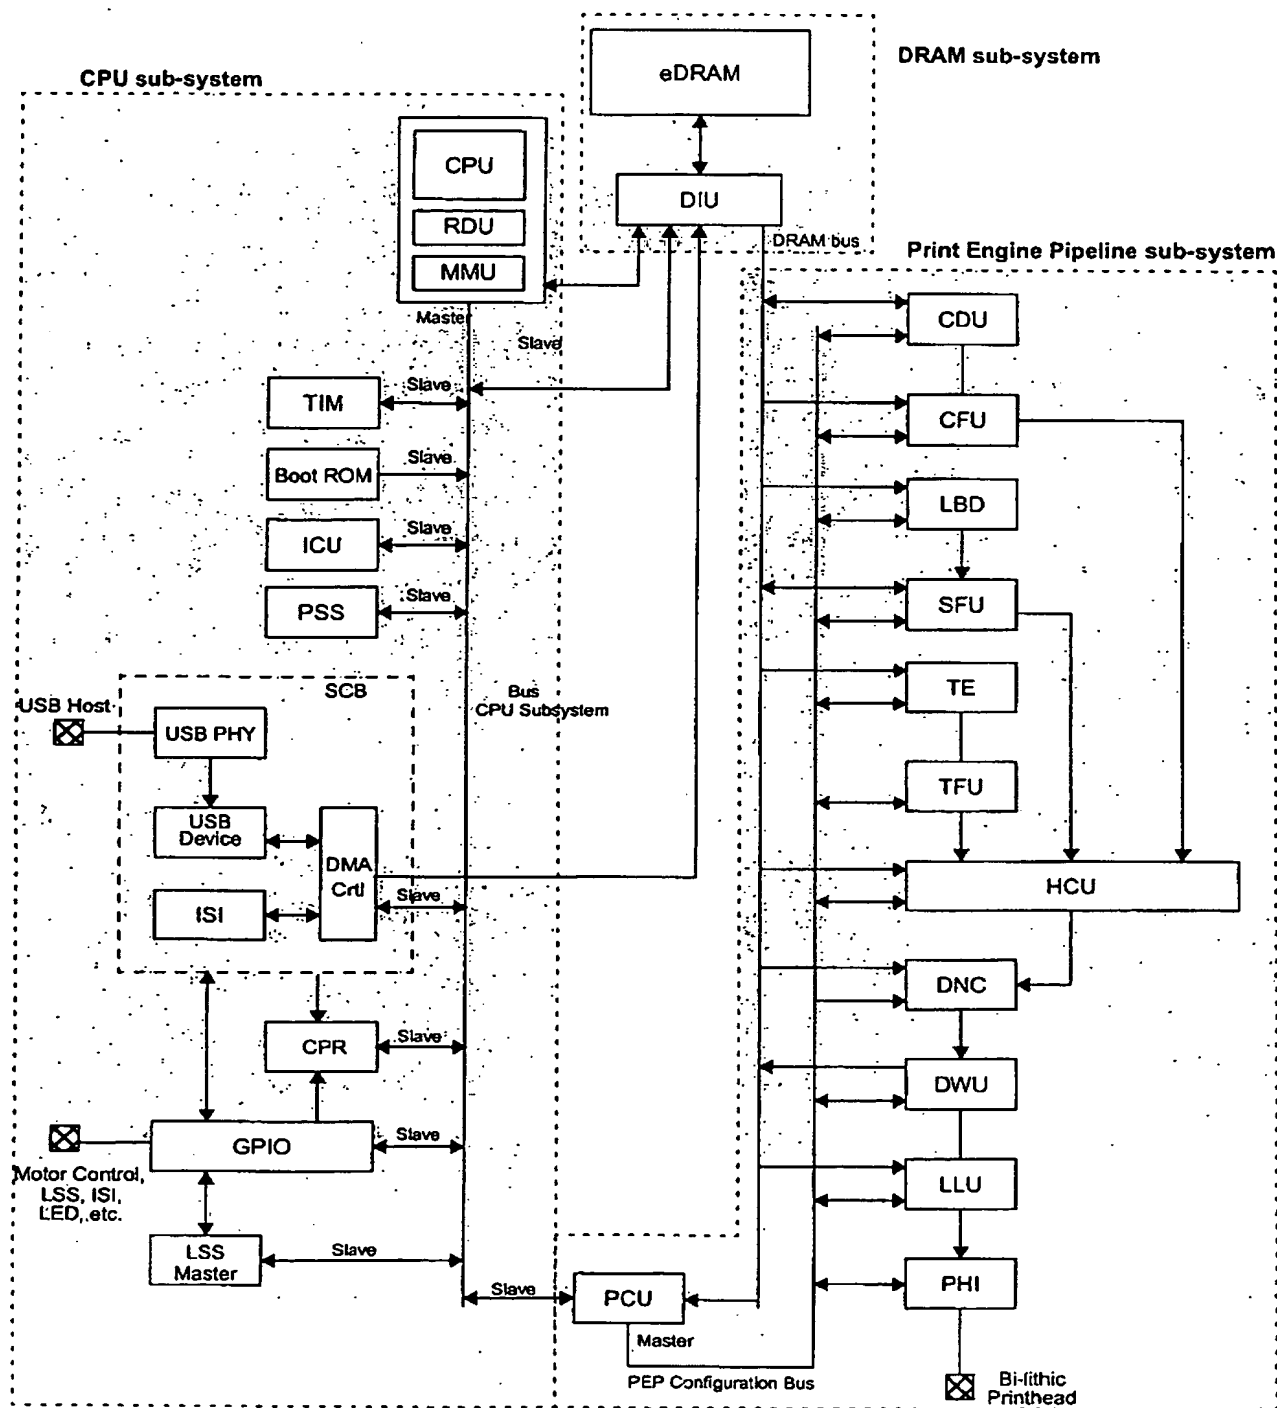 CPU sub-system
DRAM sub-system
eDRAM
DIU
DRAM bus
CPU
RDU
MMU
Master
Slave
TIM
Slave
Boot ROM
Slave
ICU
Slave
PSS
Slave
SCB
USB Host
USB PHY
USB
Device
ISI
DMA
Crtl
Slave
Bus
CPU Subsystem
CPR
Slave
GPIO
Slave
Motor Control,
LSS, ISI,
LED, etc.
LSS
Master
Slave
Slave
PCU
Master
PEP Configuration Bus
Print Engine Pipeline sub-system
CDU
CFU
LBD
SFU
TE
TFU
HCU
DNC
DWU
LLU
PHI
Bi-lithic
Printhead